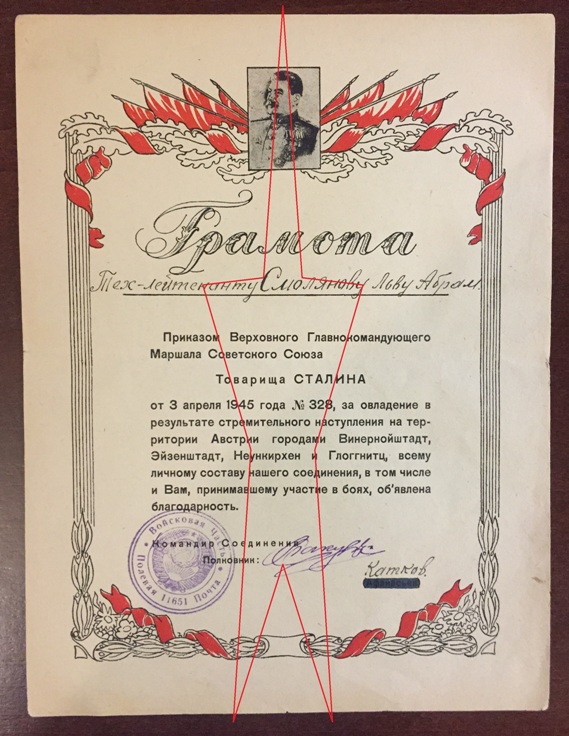 Грамота
Тех-лейтенанту Смолянову Льву Абрам.
Приказом Верховного Главнокомандующего
Маршала Советского Союза
Товарища СТАЛИНА
от 3 апреля 1945 года № 328, за овладение в
результате стремительного наступления на тер-
ритории Австрии городами Винернойштадт,
Эйзенштадт, Неункирхен и Глоггнитц, всему
личному составу нашего соединения, в том числе
и Вам, принимавшему участие в боях, об'явлена
благодарность.
Командир Соединения
Полковник:
Катков.
Войсковая Часть
Полевая Почта
11651